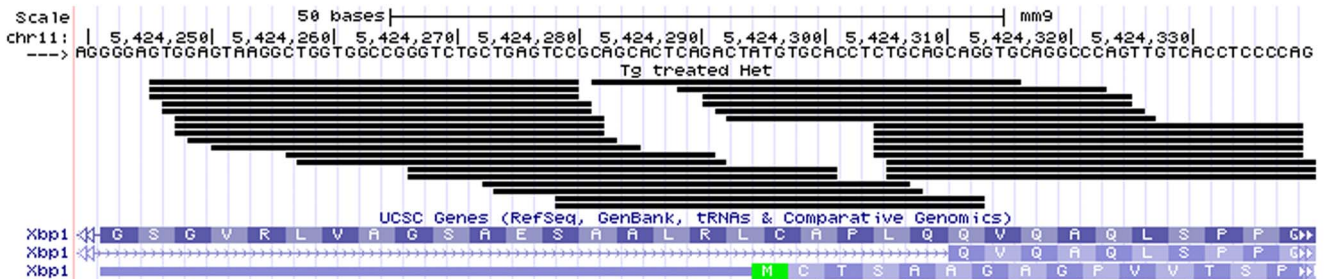 Scale 50 bases mm9
chr11: 5,424,250 5,424,260 5,424,270 5,424,280 5,424,290 5,424,300 5,424,310 5,424,320 5,424,330
---> AGGGGAGTGGAGTAAGGCTGGTGGCCGGGTCTGCTGAGTCCGCAGCACTCAGACTATGTGCACCTCTGCAGCAGGTGCAGGCCCAGTTGTCACCTCCCCAG
Tg treated Het
UCSC Genes (RefSeq, GenBank, tRNAs & Comparative Genomics)
Xbp1 G S G V R L V A G S A E S A A L R L C A P L Q Q V Q A Q L S P P G
Xbp1 Q V Q A Q L S P P G
Xbp1 M C T S A A G A G P V V T S P